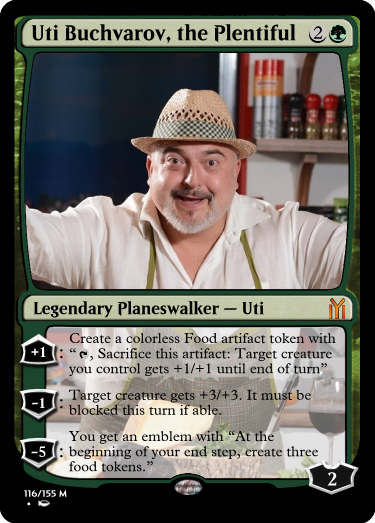 Uti Buchvarov, the Plentiful 2
Legendary Planeswalker — Uti
+1: Create a colorless Food artifact token with
“, Sacrifice this artifact: Target creature
you control gets +1/+1 until end of turn”
-1: Target creature gets +3/+3. It must be
blocked this turn if able.
-5: You get an emblem with “At the
beginning of your end step, create three
food tokens.”
2
116/155 M